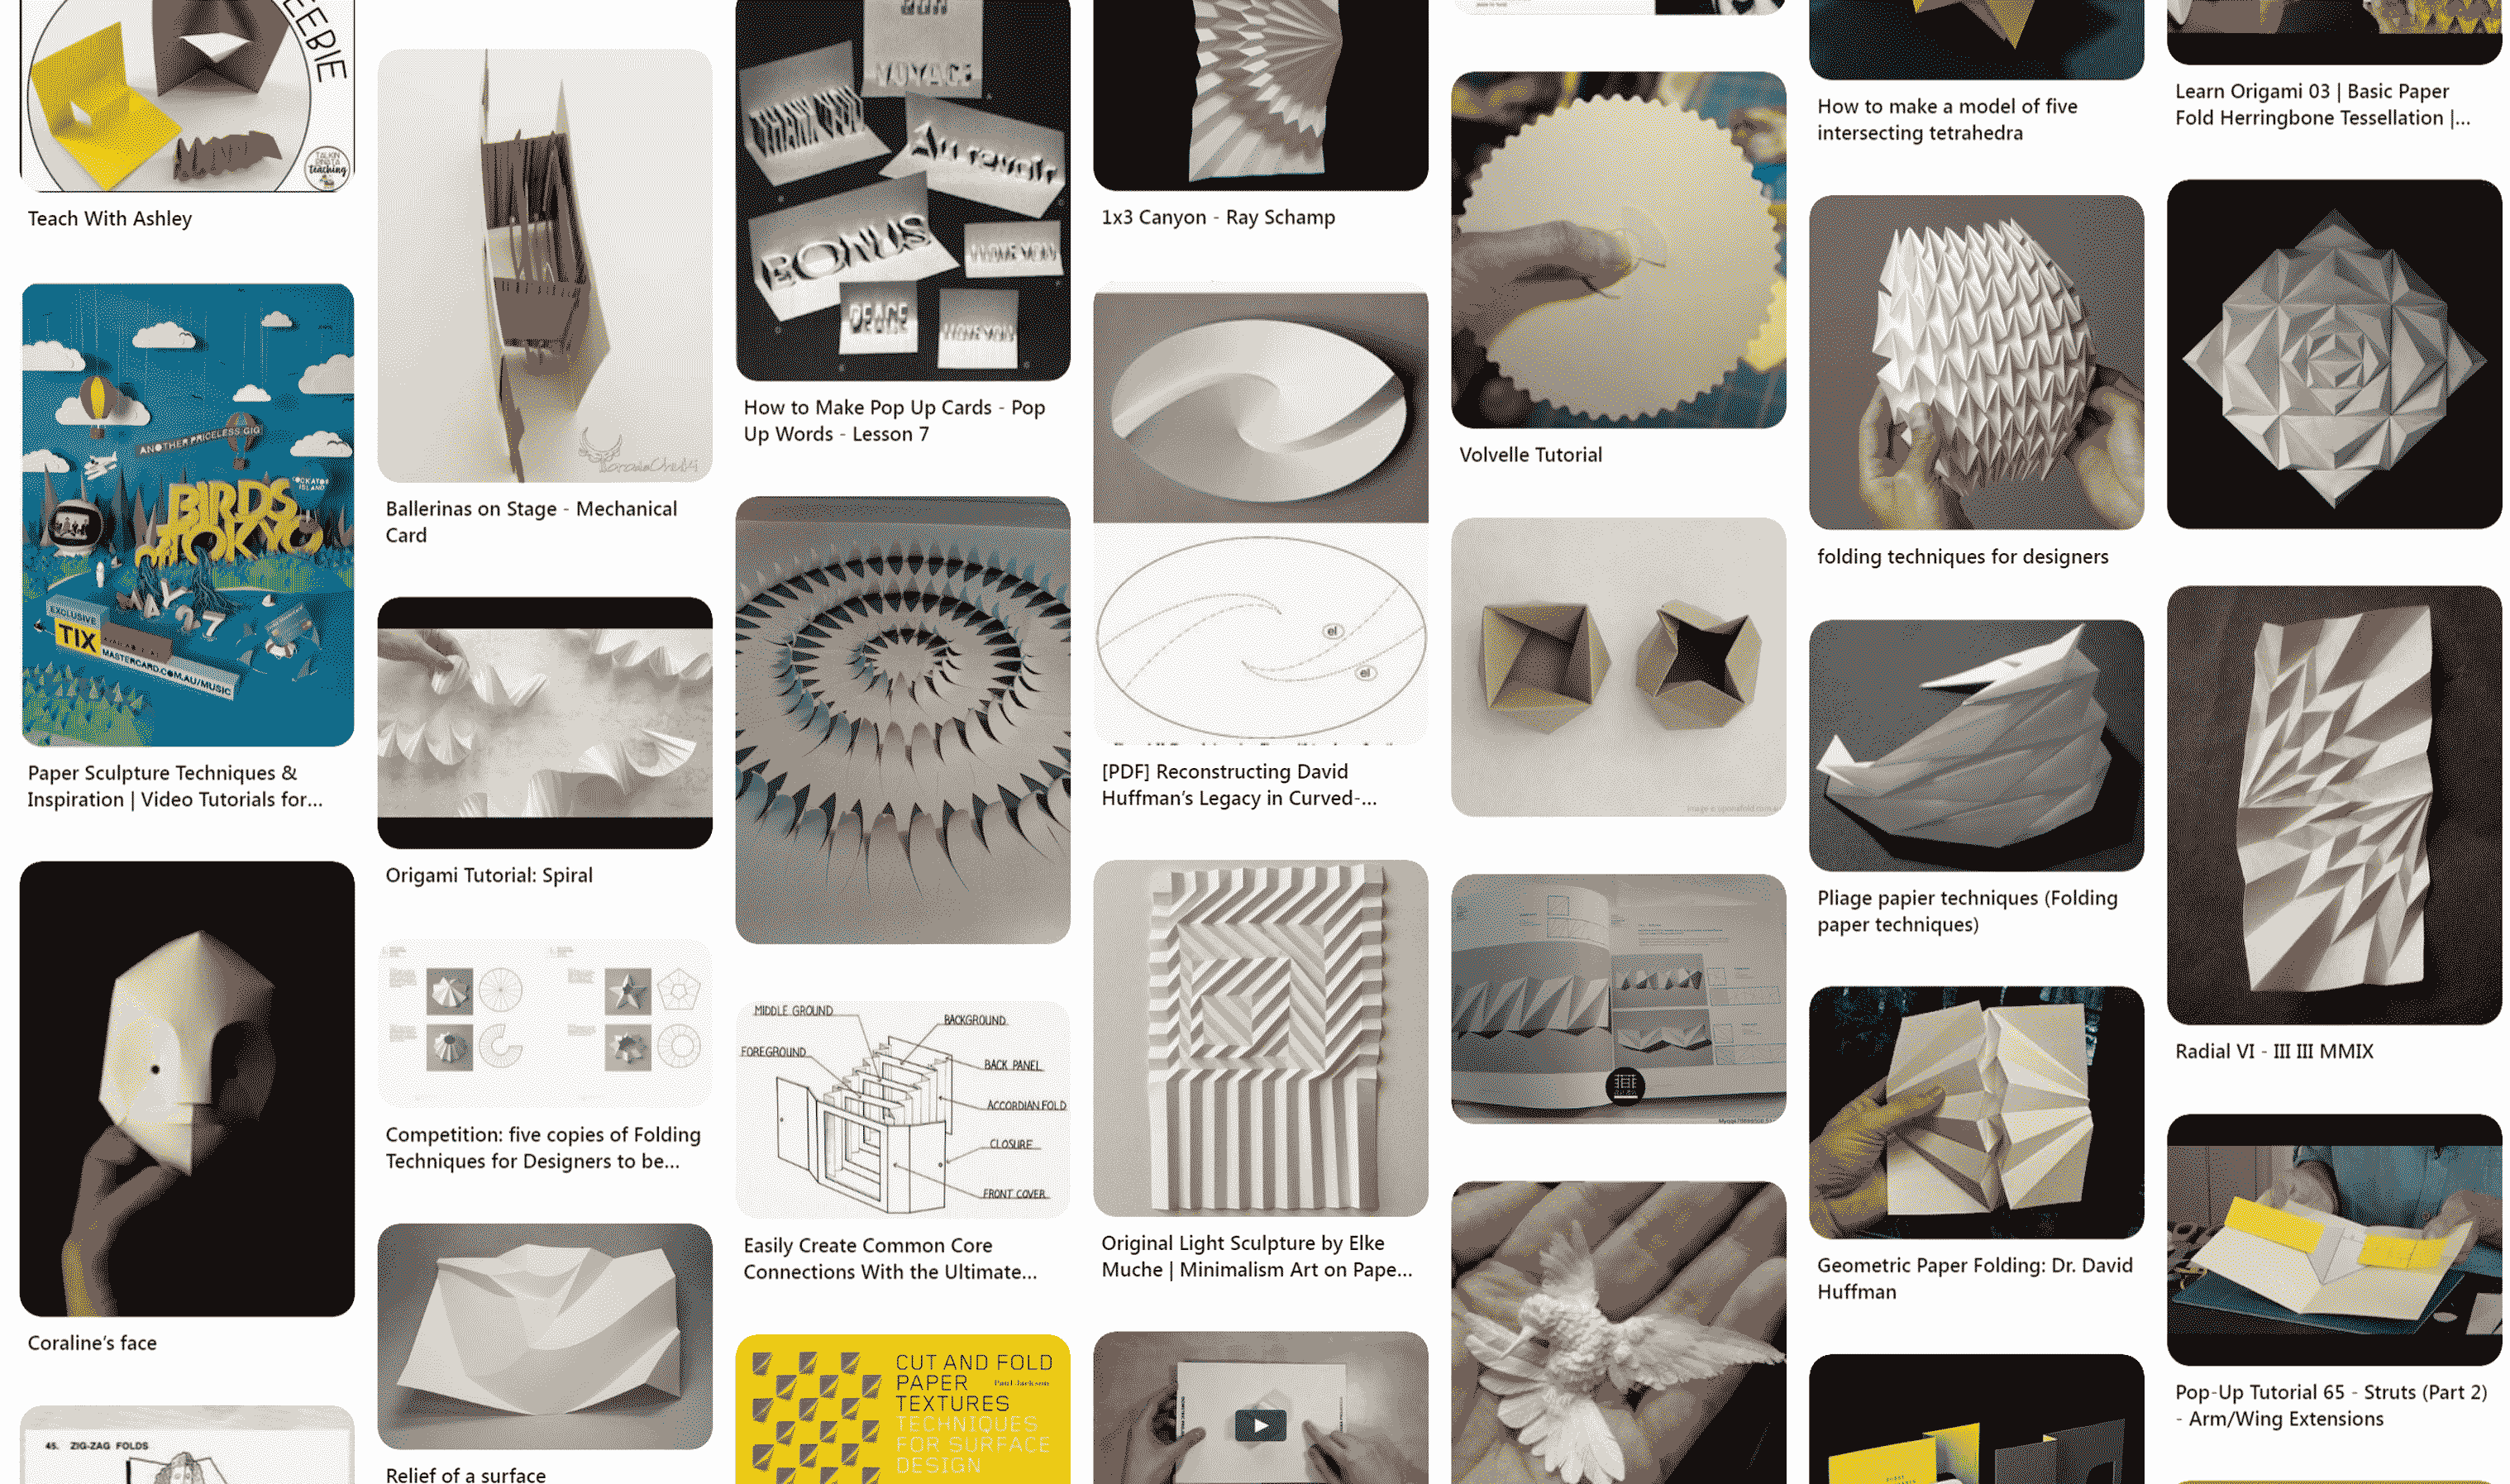 EEBIE
TALKIN
teaching
Teach With Ashley
ANOTHER PRICELESS GIG
BIRDS
OF TOKYO
COCKATOO
ISLAND
MAY 27
EXCLUSIVE
TIX
MASTERCARD.COM.AU/MUSIC
Paper Sculpture Techniques &
Inspiration | Video Tutorials for...
Coraline's face
45. ZIG-ZAG FOLDS
Ballerinas on Stage - Mechanical
Card
Origami Tutorial: Spiral
Competition: five copies of Folding
Techniques for Designers to be...
Relief of a surface
VOYAGE
THANK YOU
Au revoir
BONUS
I LOVE YOU
PEACE
I LOVE YOU
How to Make Pop Up Cards - Pop
Up Words - Lesson 7
MIDDLE GROUND
BACKGROUND
FOREGROUND
BACK PANEL
ACCORDIAN FOLD
CLOSURE
FRONT COVER
Easily Create Common Core
Connections With the Ultimate...
CUT AND FOLD
PAPER Paul Jackson
TEXTURES
TECHNIQUES
FOR SURFACE
DESIGN
1x3 Canyon - Ray Schamp
el
el
[PDF] Reconstructing David
Huffman's Legacy in Curved-...
Original Light Sculpture by Elke
Muche | Minimalism Art on Pape...
Volvelle Tutorial
How to make a model of five
intersecting tetrahedra
folding techniques for designers
Pliage papier techniques (Folding
paper techniques)
Geometric Paper Folding: Dr. David
Huffman
Learn Origami 03 | Basic Paper
Fold Herringbone Tessellation |...
Radial VI - III III MMIX
Pop-Up Tutorial 65 - Struts (Part 2)
- Arm/Wing Extensions